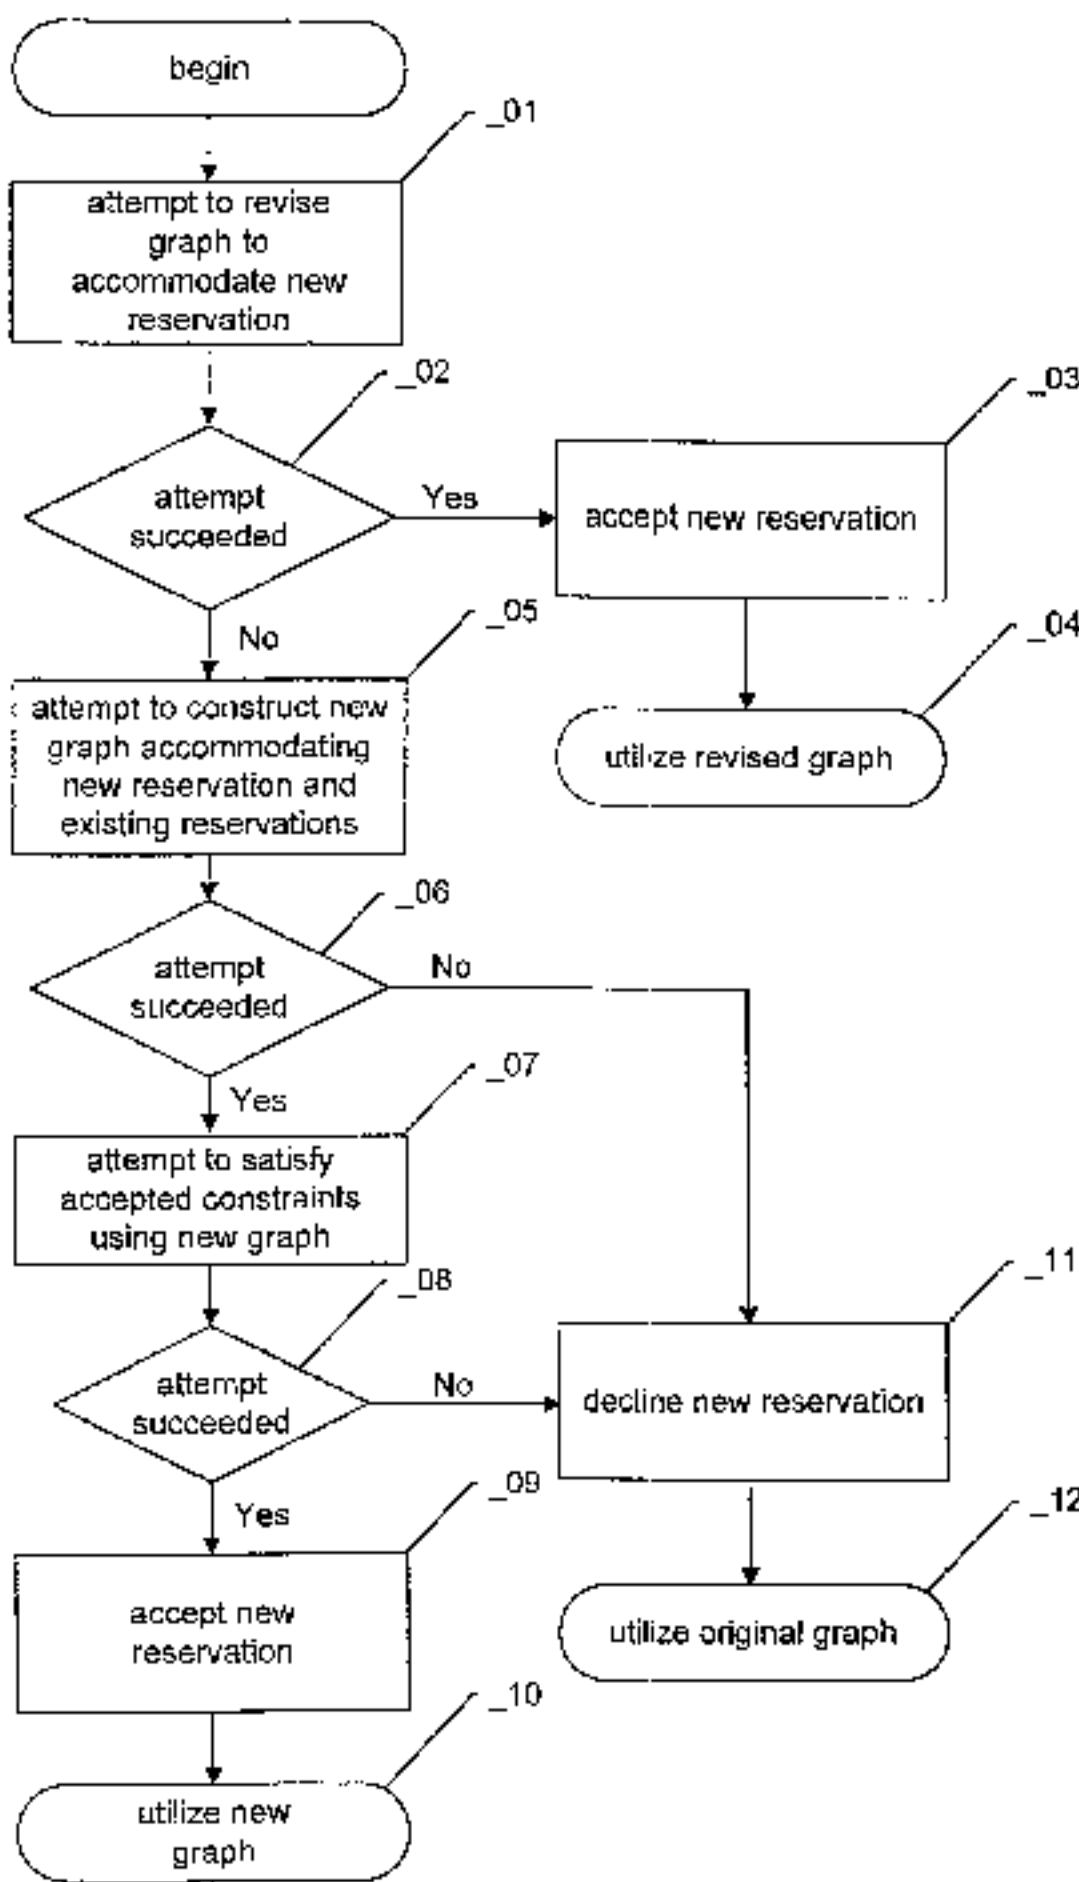 begin
_01
attempt to revise
graph to
accommodate new
reservation
_02
attempt
succeeded
Yes
_03
accept new reservation
No
_04
utilize revised graph
_05
attempt to construct new
graph accommodating
new reservation and
existing reservations
_06
attempt
succeeded
No
Yes
_07
attempt to satisfy
accepted constraints
using new graph
_08
attempt
succeeded
No
_11
decline new reservation
Yes
_12
utilize original graph
_09
accept new
reservation
_10
utilize new
graph